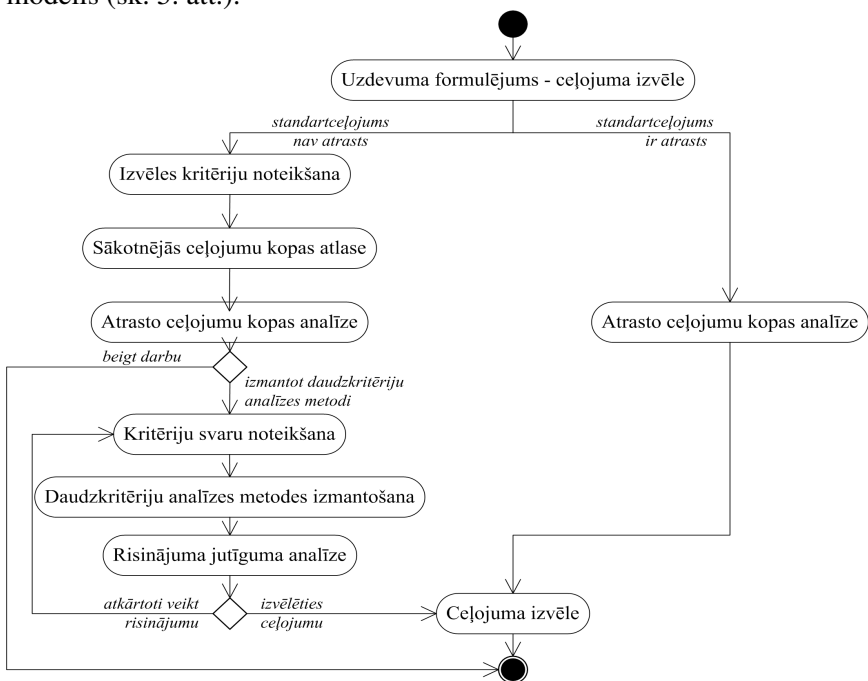 modelis (sk. 3. att.).
Uzdevuma formulējums - ceļojuma izvēle
standartceļojums
nav atrasts
standartceļojums
ir atrasts
Izvēles kritēriju noteikšana
Sākotnējās ceļojumu kopas atlase
Atrasto ceļojumu kopas analīze
Atrasto ceļojumu kopas analīze
beigt darbu
izmantot daudzkritēriju
analīzes metodi
Kritēriju svaru noteikšana
Daudzkritēriju analīzes metodes izmantošana
Risinājuma jutīguma analīze
atkārtoti veikt
risinājumu
izvēlēties
ceļojumu
Ceļojuma izvēle